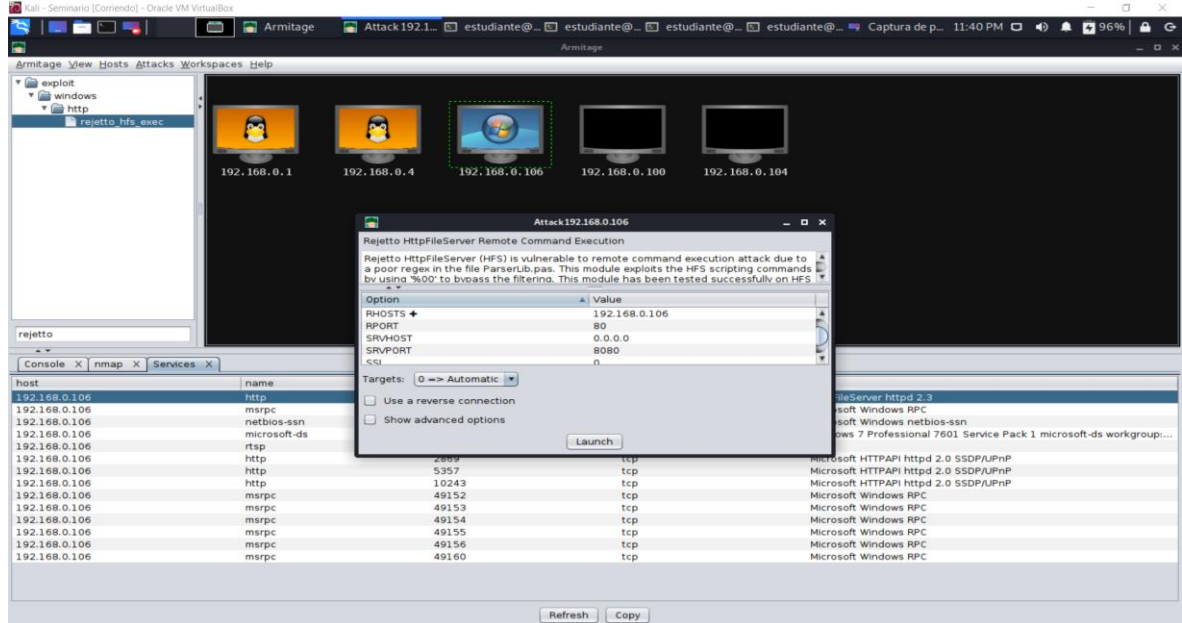 Kali - Seminario [Corriendo] - Oracle VM VirtualBox
Armitage
Attack 192.1...
estudiante@...
estudiante@...
estudiante@...
estudiante@...
Captura de p...
11:40 PM
96%
Armitage
Armitage View Hosts Attacks Workspaces Help
exploit
windows
http
rejetto_hfs_exec
192.168.0.1
192.168.0.4
192.168.0.106
192.168.0.100
192.168.0.104
Attack 192.168.0.106
Rejetto HttpFileServer Remote Command Execution
Rejetto HttpFileServer (HFS) is vulnerable to remote command execution attack due to
a poor regex in the file ParserLib.pas. This module exploits the HFS scripting commands
by using '%00' to bypass the filtering. This module has been tested successfully on HFS
Option Value
RHOSTS + 192.168.0.106
RPORT 80
SRVHOST 0.0.0.0
SRVPORT 8080
SSL 0
Targets: 0 => Automatic
Use a reverse connection
Show advanced options
Launch
rejetto
Console X nmap X Services X
host name
192.168.0.106 http FileServer httpd 2.3
192.168.0.106 msrpc soft Windows RPC
192.168.0.106 netbios-ssn soft Windows netbios-ssn
192.168.0.106 microsoft-ds ows 7 Professional 7601 Service Pack 1 microsoft-ds workgroup:...
192.168.0.106 rtsp
192.168.0.106 http 2869 tcp Microsoft HTTPAPI httpd 2.0 SSDP/UPnP
192.168.0.106 http 5357 tcp Microsoft HTTPAPI httpd 2.0 SSDP/UPnP
192.168.0.106 http 10243 tcp Microsoft HTTPAPI httpd 2.0 SSDP/UPnP
192.168.0.106 msrpc 49152 tcp Microsoft Windows RPC
192.168.0.106 msrpc 49153 tcp Microsoft Windows RPC
192.168.0.106 msrpc 49154 tcp Microsoft Windows RPC
192.168.0.106 msrpc 49155 tcp Microsoft Windows RPC
192.168.0.106 msrpc 49156 tcp Microsoft Windows RPC
192.168.0.106 msrpc 49160 tcp Microsoft Windows RPC
Refresh Copy